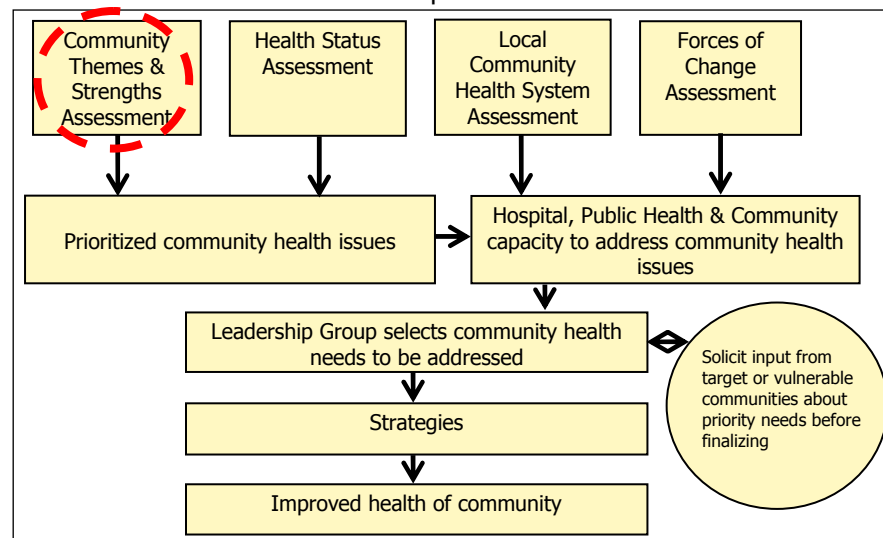 Community
Themes &
Strengths
Assessment
Health Status
Assessment
Local
Community
Health System
Assessment
Forces of
Change
Assessment
Prioritized community health issues
Hospital, Public Health & Community
capacity to address community health
issues
Leadership Group selects community health
needs to be addressed
Solicit input from
target or vulnerable
communities about
priority needs before
finalizing
Strategies
Improved health of community